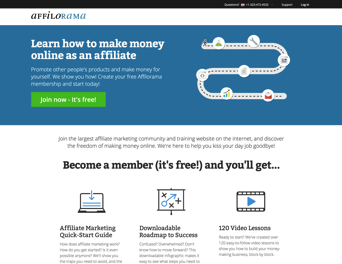 Questions? +1 323-473-4532 Support Log In
AFFILORAMA
Learn how to make money
online as an affiliate
Promote other people's products and make money for
yourself. We show you how! Create your free Affilorama
membership and start today!
Join now - It's free!
Join the largest affiliate marketing community and training website on the internet, and discover
the freedom of making money online. We're here to help you kiss your day job goodbye!
Become a member (it's free!) and you'll get...
Affiliate Marketing
Quick-Start Guide
How does affiliate marketing work?
How do you get started? Is it even
possible anymore? We'll show you
the traps you need to avoid, and the
Downloadable
Roadmap to Success
Confused? Overwhelmed? Don't
know how to move forward? This
downloadable infographic makes it
easy to see what steps you need to
120 Video Lessons
Ready to start? We've created over
120 easy-to-follow video lessons to
show you how to build your money
making business, block by block.